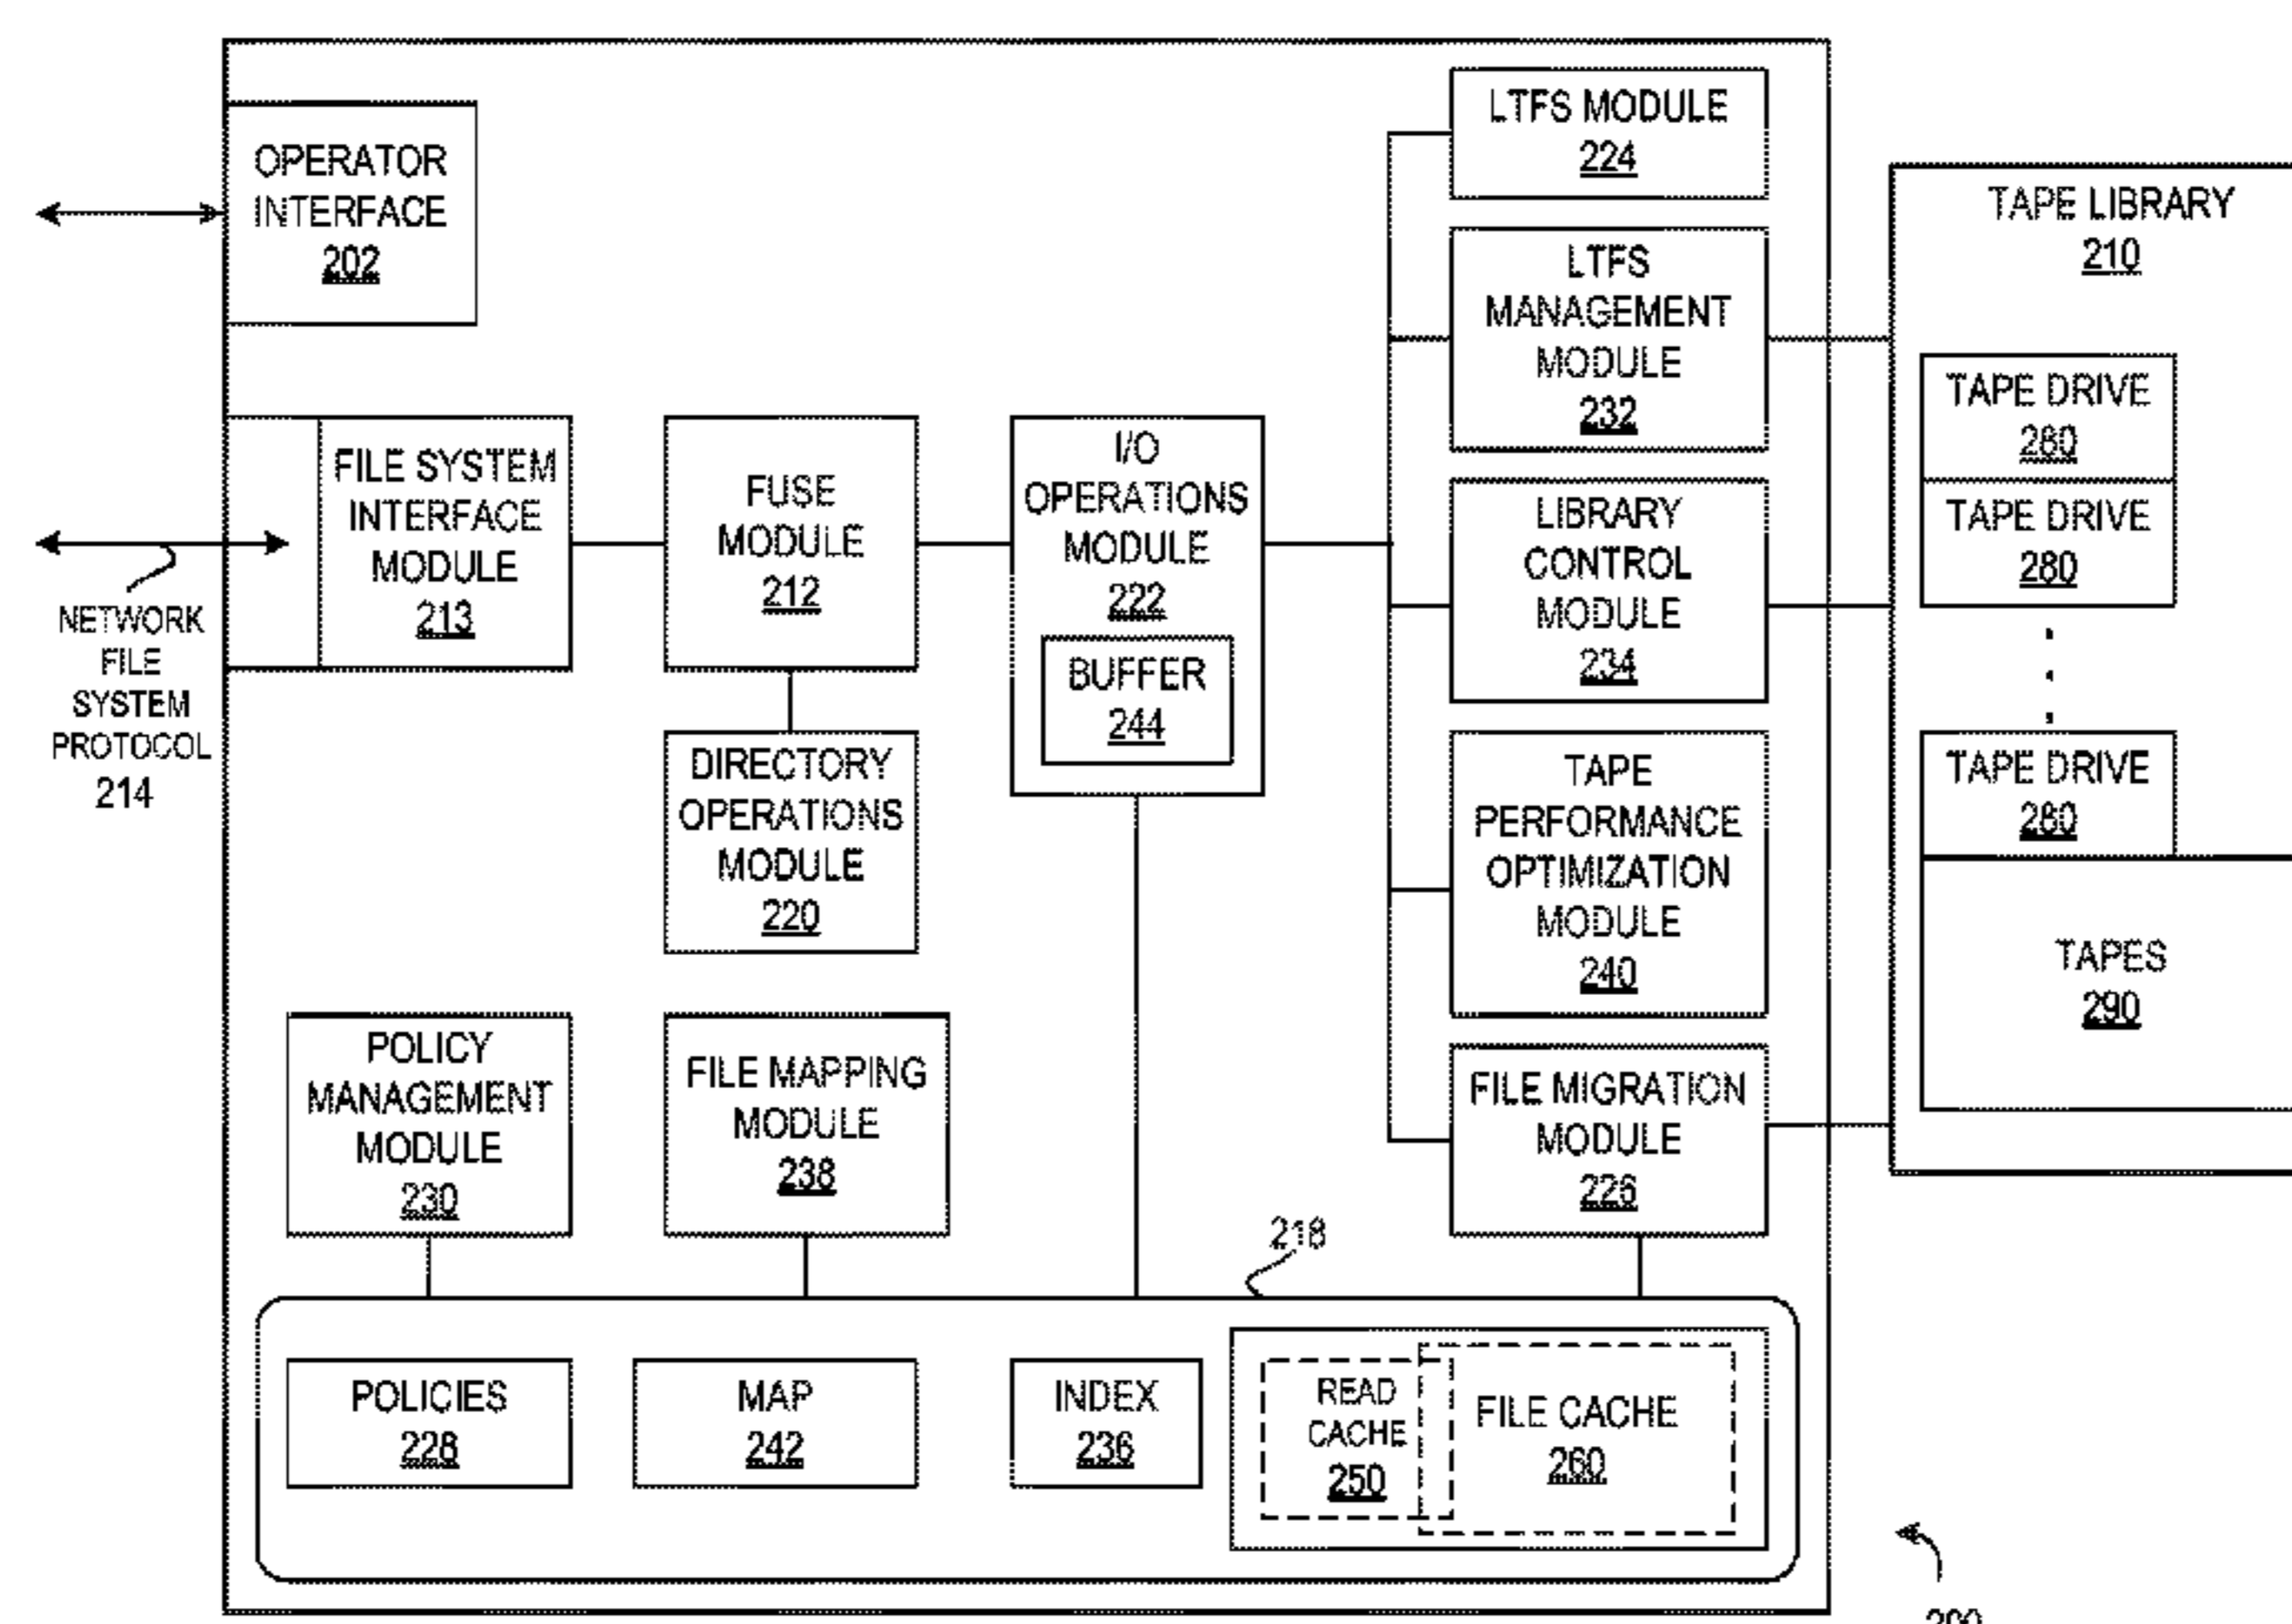 OPERATOR
INTERFACE
202
FILE SYSTEM
INTERFACE
MODULE
213
NETWORK
FILE
SYSTEM
PROTOCOL
214
FUSE
MODULE
212
DIRECTORY
OPERATIONS
MODULE
220
I/O
OPERATIONS
MODULE
222
BUFFER
244
LTFS MODULE
224
LTFS
MANAGEMENT
MODULE
232
LIBRARY
CONTROL
MODULE
234
TAPE
PERFORMANCE
OPTIMIZATION
MODULE
240
FILE MIGRATION
MODULE
226
TAPE LIBRARY
210
TAPE DRIVE
280
TAPE DRIVE
280
TAPE DRIVE
280
TAPES
290
POLICY
MANAGEMENT
MODULE
230
FILE MAPPING
MODULE
238
218
POLICIES
228
MAP
242
INDEX
236
READ
CACHE
250
FILE CACHE
260